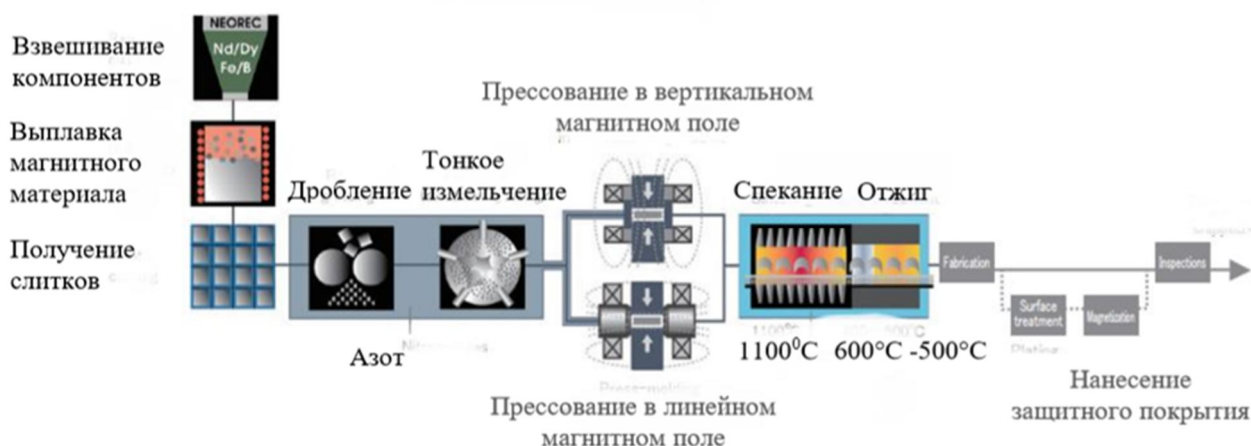 NEOREC
Nd/Dy
Fe/B
Взвешивание
компонентов
Выплавка
магнитного
материала
Получение
слитков
Дробление
Тонкое
измельчение
Азот
Прессование в вертикальном
магнитном поле
Прессование в линейном
магнитном поле
Спекание
Отжиг
1100⁰C
600°C -500°C
Fabrication
Surface
treatment
Magnetization
Inspections
Нанесение
защитного покрытия